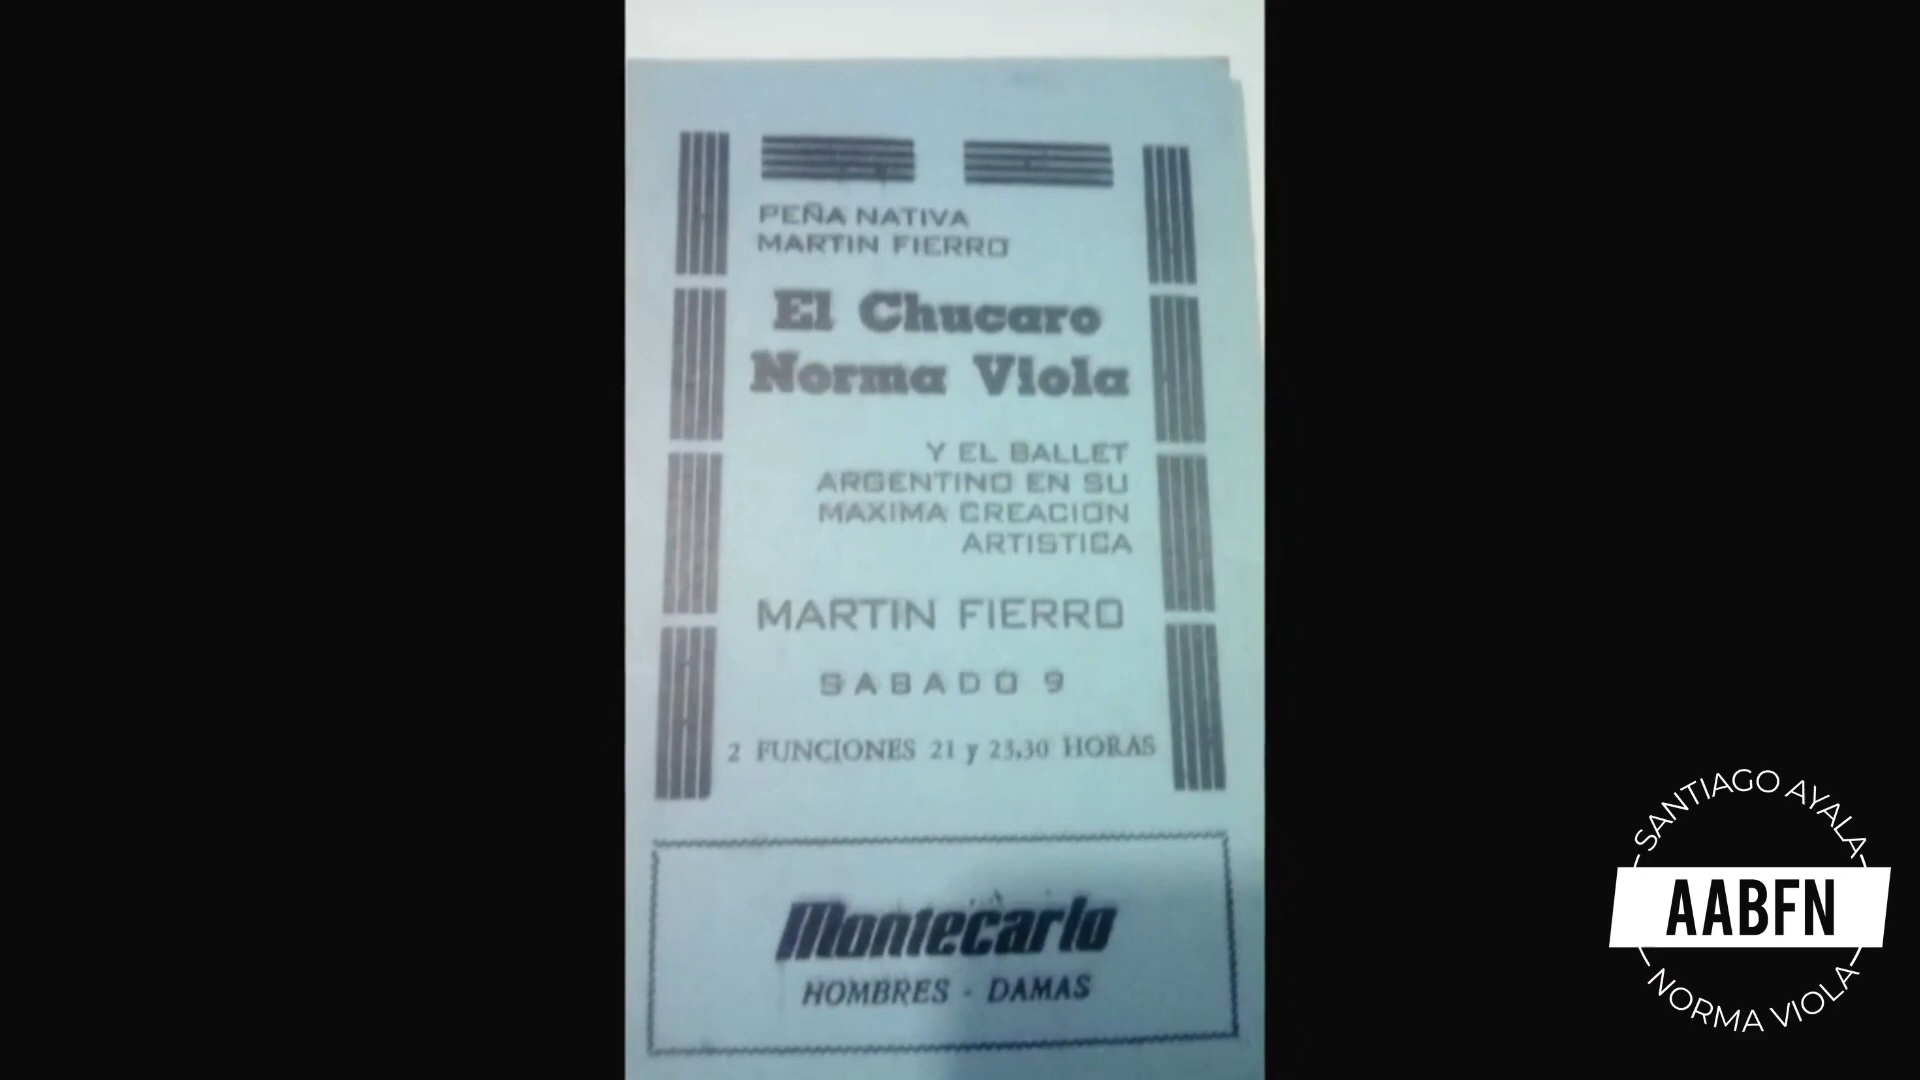 PEÑA NATIVA
MARTIN FIERRO
El Chucaro
Norma Viola
Y EL BALLET
ARGENTINO EN SU
MAXIMA CREACION
ARTISTICA
MARTIN FIERRO
SABADO 9
2 FUNCIONES 21 y 23,30 HORAS
Montecarlo
HOMBRES - DAMAS
SANTIAGO AYALA
AABFN
NORMA VIOLA